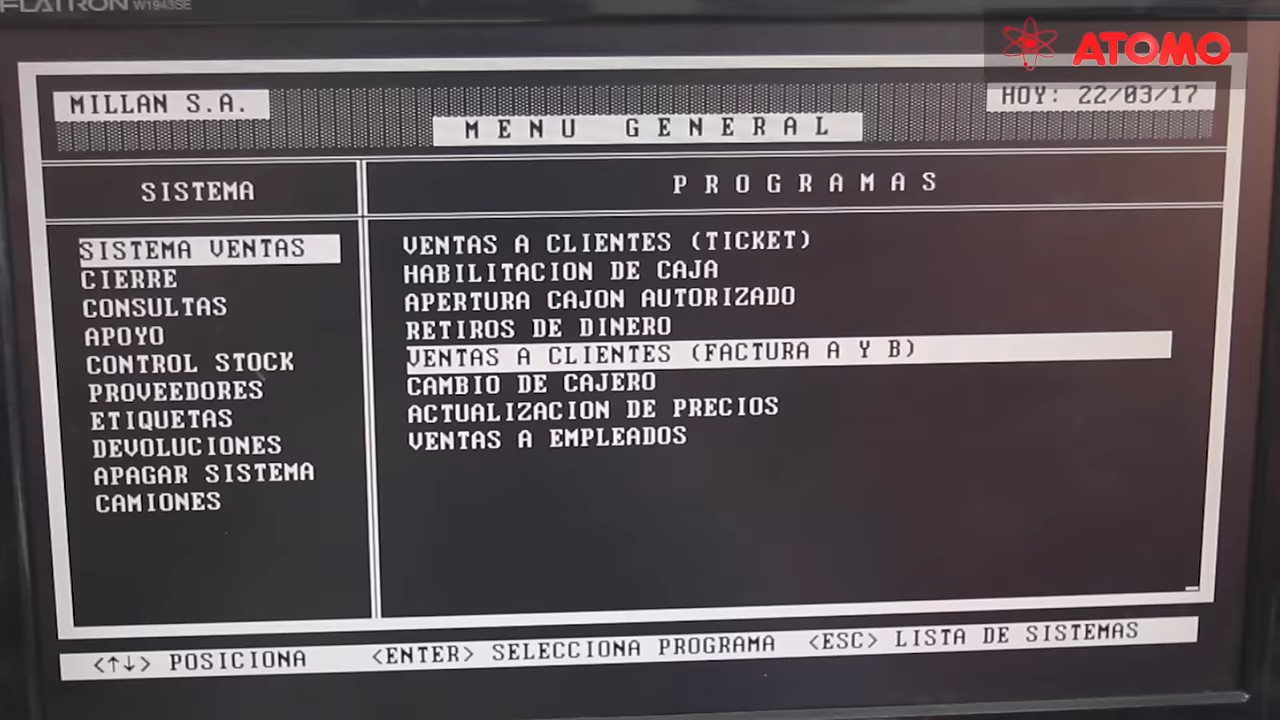 FLATRON W1943SE
ATOMO
MILLAN S.A.
HOY: 22/03/17
MENU GENERAL
SISTEMA
PROGRAMAS
SISTEMA VENTAS
CIERRE
CONSULTAS
APOYO
CONTROL STOCK
PROVEEDORES
ETIQUETAS
DEVOLUCIONES
APAGAR SISTEMA
CAMIONES
VENTAS A CLIENTES (TICKET)
HABILITACION DE CAJA
APERTURA CAJON AUTORIZADO
RETIROS DE DINERO
VENTAS A CLIENTES (FACTURA A Y B)
CAMBIO DE CAJERO
ACTUALIZACION DE PRECIOS
VENTAS A EMPLEADOS
<↑↓> POSICIONA <ENTER> SELECCIONA PROGRAMA <ESC> LISTA DE SISTEMAS